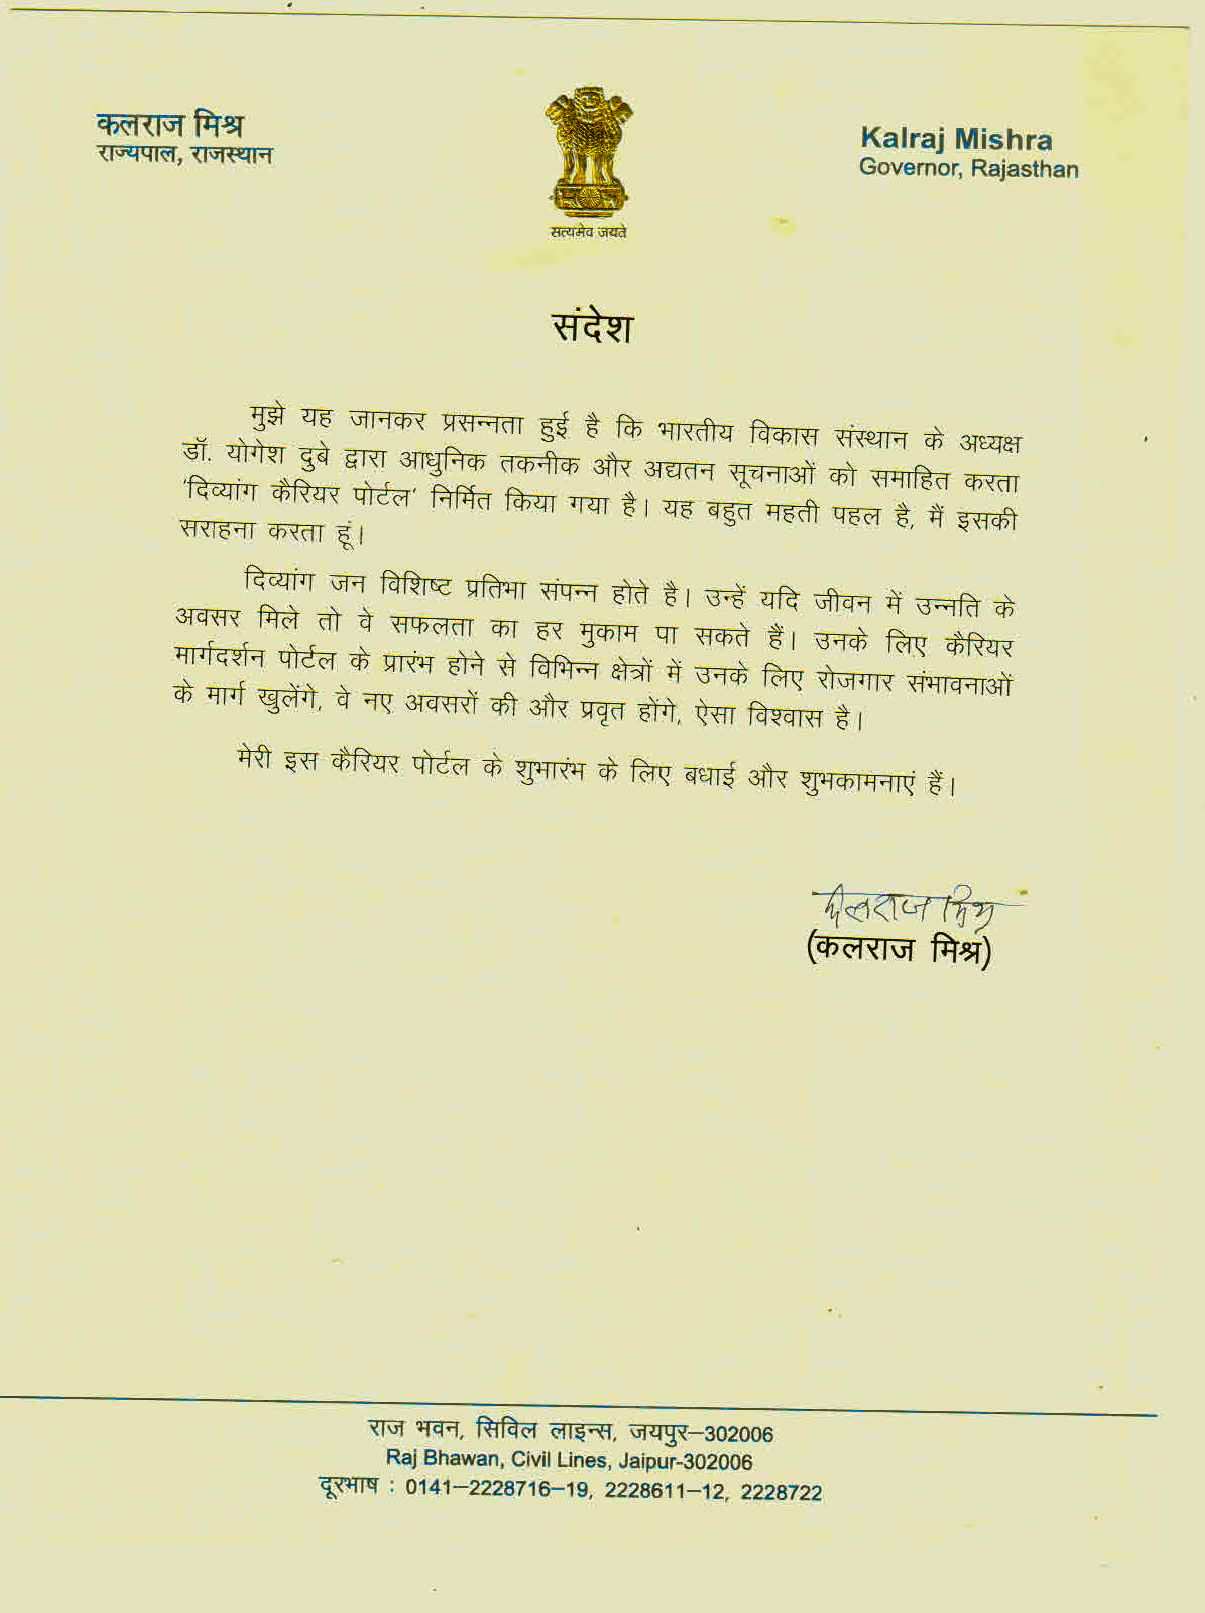 कलराज मिश्र
राज्यपाल, राजस्थान
सत्यमेव जयते
Kalraj Mishra
Governor, Rajasthan
संदेश
मुझे यह जानकर प्रसन्नता हुई है कि भारतीय विकास संस्थान के अध्यक्ष
डॉ. योगेश दुबे द्वारा आधुनिक तकनीक और अद्यतन सूचनाओं को समाहित करता
'दिव्यांग कैरियर पोर्टल' निर्मित किया गया है। यह बहुत महती पहल है, मैं इसकी
सराहना करता हूं।
दिव्यांग जन विशिष्ट प्रतिभा संपन्न होते है। उन्हें यदि जीवन में उन्नति के
अवसर मिले तो वे सफलता का हर मुकाम पा सकते हैं। उनके लिए कैरियर
मार्गदर्शन पोर्टल के प्रारंभ होने से विभिन्न क्षेत्रों में उनके लिए रोजगार संभावनाओं
के मार्ग खुलेंगे, वे नए अवसरों की और प्रवृत होंगे, ऐसा विश्वास है।
मेरी इस कैरियर पोर्टल के शुभारंभ के लिए बधाई और शुभकामनाएं हैं।
कलराज मिश्र
(कलराज मिश्र)
राज भवन, सिविल लाइन्स, जयपुर–302006
Raj Bhawan, Civil Lines, Jaipur-302006
दूरभाष : 0141–2228716–19, 2228611–12, 2228722